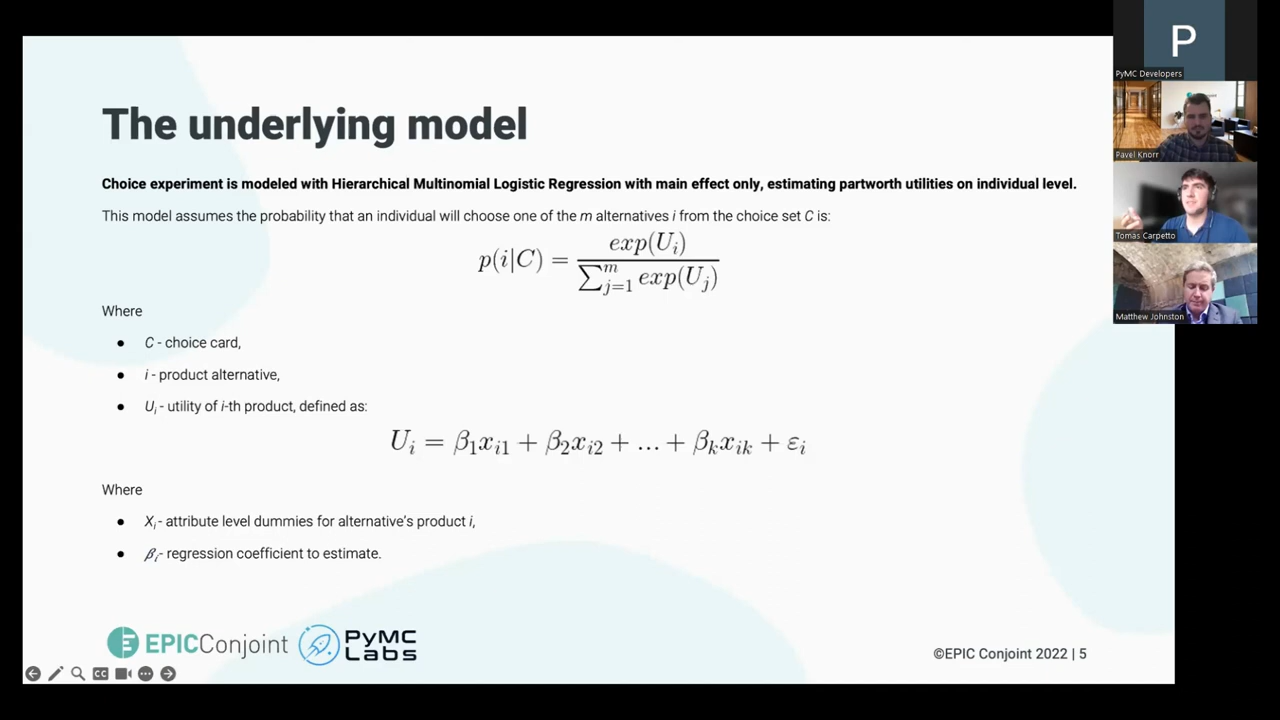 The underlying model
Choice experiment is modeled with Hierarchical Multinomial Logistic Regression with main effect only, estimating partworth utilities on individual level.
This model assumes the probability that an individual will choose one of the m alternatives i from the choice set C is:
p(i|C) = exp(U_i) / ∑_{j=1}^{m} exp(U_j)
Where
● C - choice card,
● i - product alternative,
● U_i - utility of i-th product, defined as:
U_i = β_1x_{i1} + β_2x_{i2} + ... + β_kx_{ik} + ε_i
Where
● X_i - attribute level dummies for alternative's product i,
● β_i - regression coefficient to estimate.
EPICConjoint
PyMC
Labs
©EPIC Conjoint 2022 | 5
CC
P
PyMC Developers
Pavel Knorr
Tomas Carpetto
Matthew Johnston